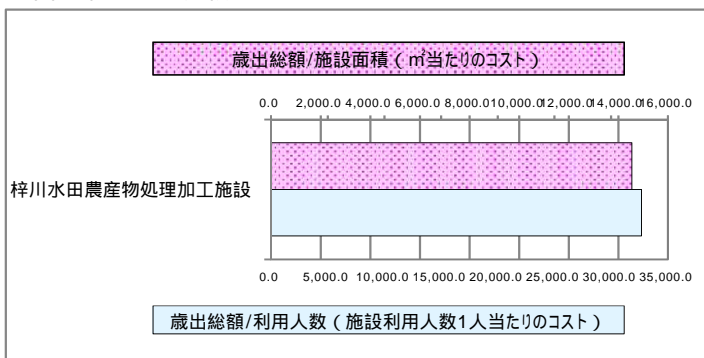 歳出総額/施設面積（㎡当たりのコスト）
0.0 2,000.0 4,000.0 6,000.0 8,000.0 10,000.0 12,000.0 14,000.0 16,000.0
梓川水田農産物処理加工施設
0.0 5,000.0 10,000.0 15,000.0 20,000.0 25,000.0 30,000.0 35,000.0
歳出総額/利用人数（施設利用人数1人当たりのコスト）